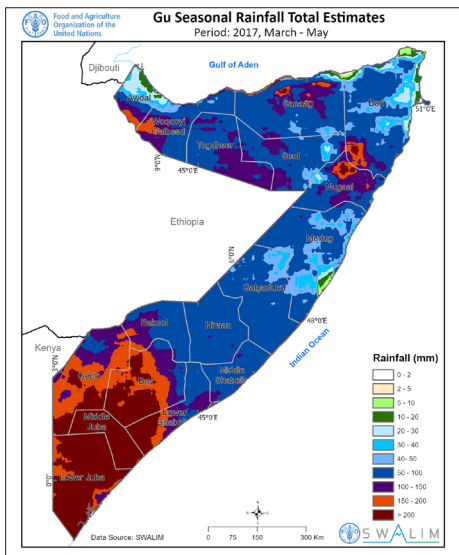 Food and Agriculture
Organization of the
United Nations
Gu Seasonal Rainfall Total Estimates
Period: 2017, March - May
Djibouti
Gulf of Aden
Awdal
Sanaag
Bari
51°0'E
Woqooyi
Galbeed
Togdheer
Sool
9°0'N
45°0'E
Nugaal
Ethiopia
Mudug
6°0'N
Galgaduud
48°0'E
Indian Ocean
Bakool
Hiraan
Kenya
3°0'N
Gedo
Bay
Middle
Shabelle
Lower
Shabelle
45°0'E
Middle
Juba
Lower Juba
0°0'
Rainfall (mm)
0 - 2
2 - 5
5 - 10
10 - 20
20 - 30
30 - 40
40 - 50
50 - 100
100 - 150
150 - 200
> 200
N
Data Source: SWALIM
0 75 150 300 Km
SWALIM